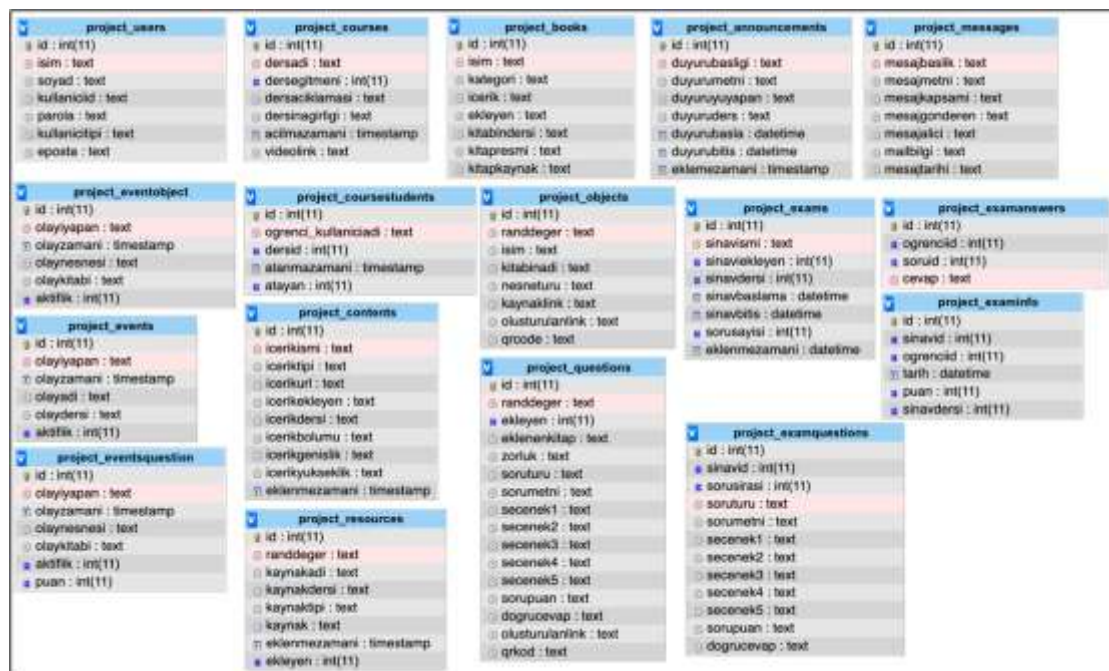 project_users
id : int(11)
isim : text
soyad : text
kullaniciid : text
parola : text
kullanicitipi : text
eposta : text
project_courses
id : int(11)
dersadi : text
dersegitmeni : int(11)
dersaciklamasi : text
dersinagirligi : text
acilmazamani : timestamp
videolink : text
project_books
id : int(11)
isim : text
kategori : text
icerik : text
ekleyen : text
kitabindersi : text
kitapresmi : text
kitapkaynak : text
project_announcements
id : int(11)
duyurubasligi : text
duyurumetni : text
duyuruyuyapan : text
duyuruders : text
duyurubasla : datetime
duyurubitis : datetime
eklemezamani : timestamp
project_messages
id : int(11)
mesajbaslik : text
mesajmetni : text
mesajkapsami : text
mesajgonderen : text
mesajalici : text
mailbilgi : text
mesajtarihi : text
project_eventobject
id : int(11)
olayiyapan : text
olayzamani : timestamp
olaynesnesi : text
olaykitabi : text
aktiflik : int(11)
project_coursestudents
id : int(11)
ogrenci_kullaniciadi : text
dersid : int(11)
atanmazamani : timestamp
atayan : int(11)
project_objects
id : int(11)
randdeger : text
isim : text
kitabinadi : text
nesneturu : text
kaynaklink : text
olusturulanlink : text
qrcode : text
project_exams
id : int(11)
sinavismi : text
sinaviekleyen : int(11)
sinavdersi : int(11)
sinavbaslama : datetime
sinavbitis : datetime
sorusayisi : int(11)
eklenmezamani : datetime
project_examanswers
id : int(11)
ogrenciid : int(11)
soruid : int(11)
cevap : text
project_events
id : int(11)
olayiyapan : text
olayzamani : timestamp
olayadi : text
olaydersi : text
aktiflik : int(11)
project_contents
id : int(11)
icerikismi : text
iceriktipi : text
icerikurl : text
icerikekleyen : text
icerikdersi : text
icerikbolumu : text
icerikgenislik : text
icerikyukseklik : text
eklenmezamani : timestamp
project_questions
id : int(11)
randdeger : text
ekleyen : int(11)
eklenenkitap : text
zorluk : text
soruturu : text
sorumetni : text
secenek1 : text
secenek2 : text
secenek3 : text
secenek4 : text
secenek5 : text
sorupuan : text
dogrucevap : text
olusturulanlink : text
qrkod : text
project_examinfo
id : int(11)
sinavid : int(11)
ogrenciid : int(11)
tarih : datetime
puan : int(11)
sinavdersi : int(11)
project_eventsquestion
id : int(11)
olayiyapan : text
olayzamani : timestamp
olaynesnesi : text
olaykitabi : text
aktiflik : int(11)
puan : int(11)
project_resources
id : int(11)
randdeger : text
kaynakadi : text
kaynakdersi : text
kaynaktipi : text
kaynak : text
eklenmezamani : timestamp
ekleyen : int(11)
project_examquestions
id : int(11)
sinavid : int(11)
sorusirasi : int(11)
soruturu : text
sorumetni : text
secenek1 : text
secenek2 : text
secenek3 : text
secenek4 : text
secenek5 : text
sorupuan : text
dogrucevap : text